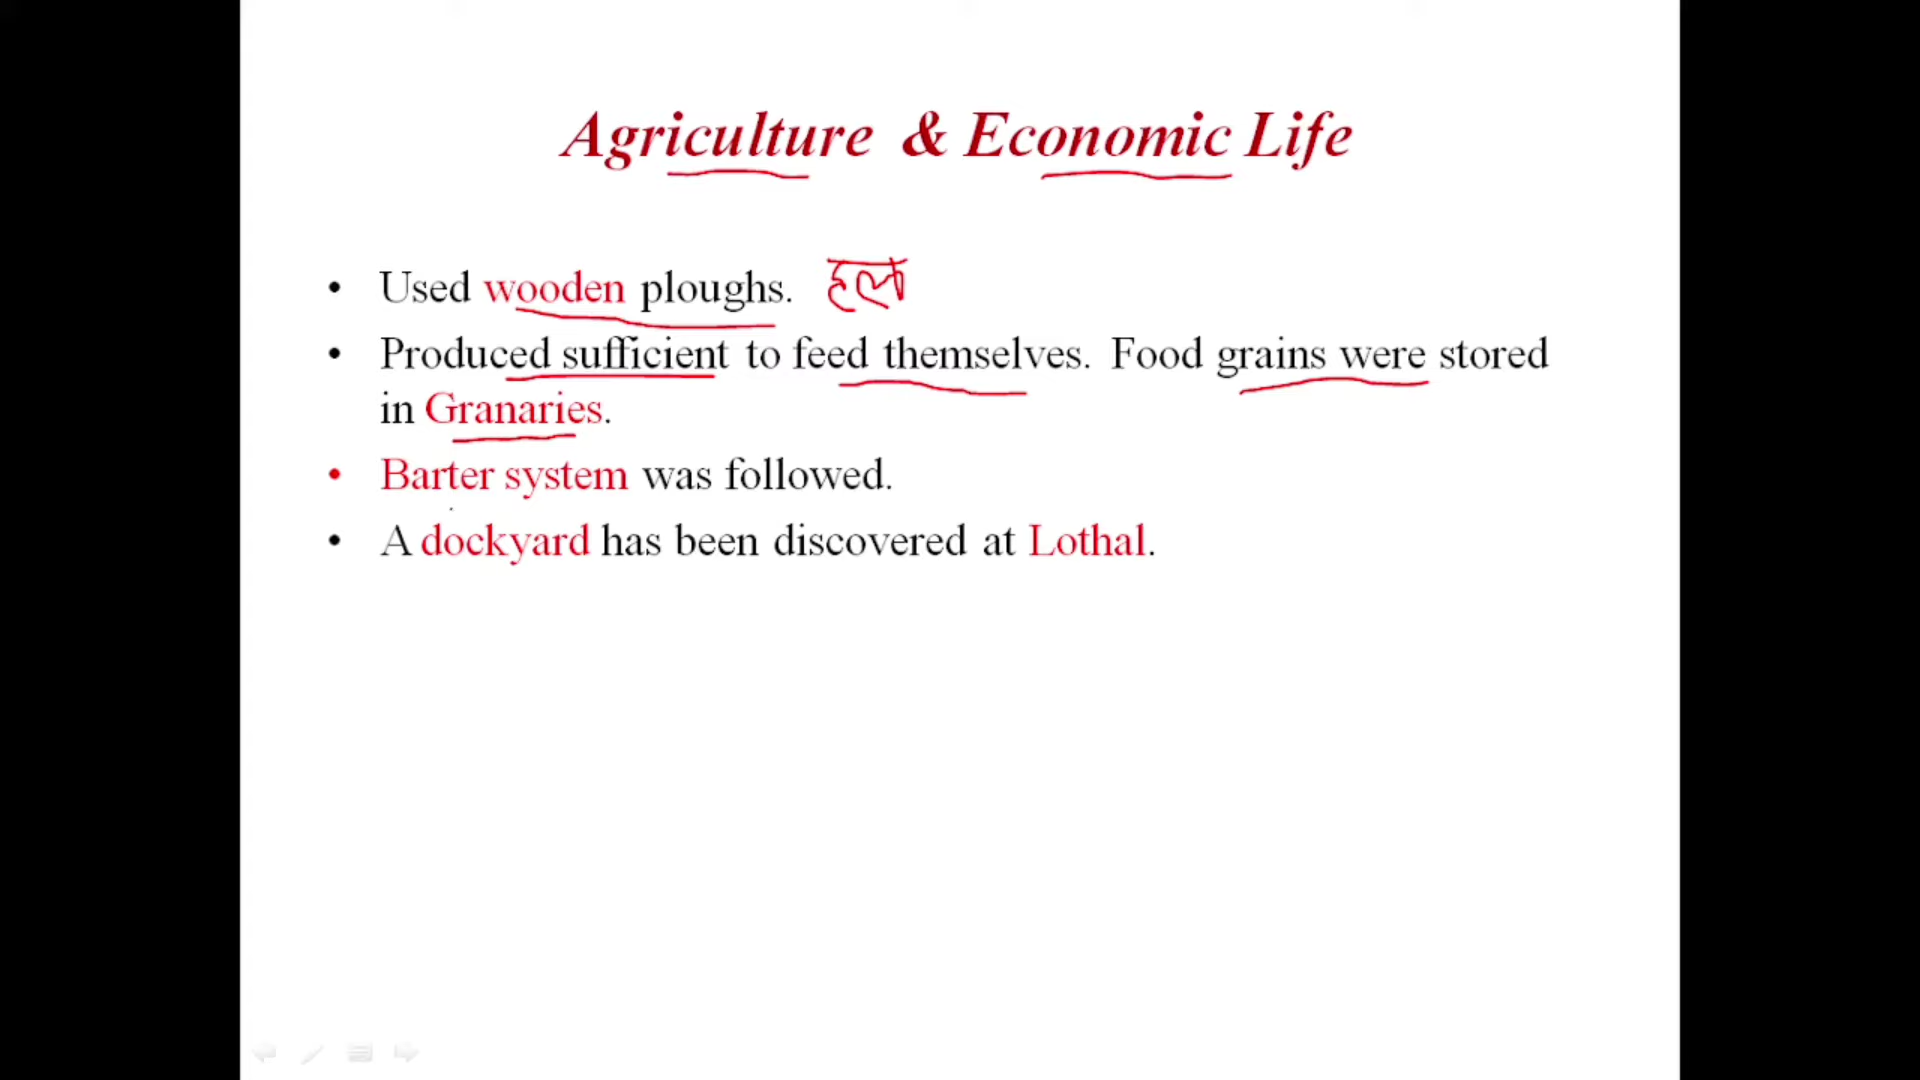 Agriculture & Economic Life
• Used wooden ploughs. हल
• Produced sufficient to feed themselves. Food grains were stored
in Granaries.
• Barter system was followed.
• A dockyard has been discovered at Lothal.